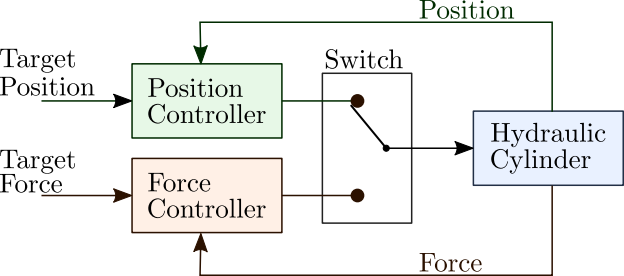 Position
Target
Position
Position
Controller
Switch
Hydraulic
Cylinder
Target
Force
Force
Controller
Force